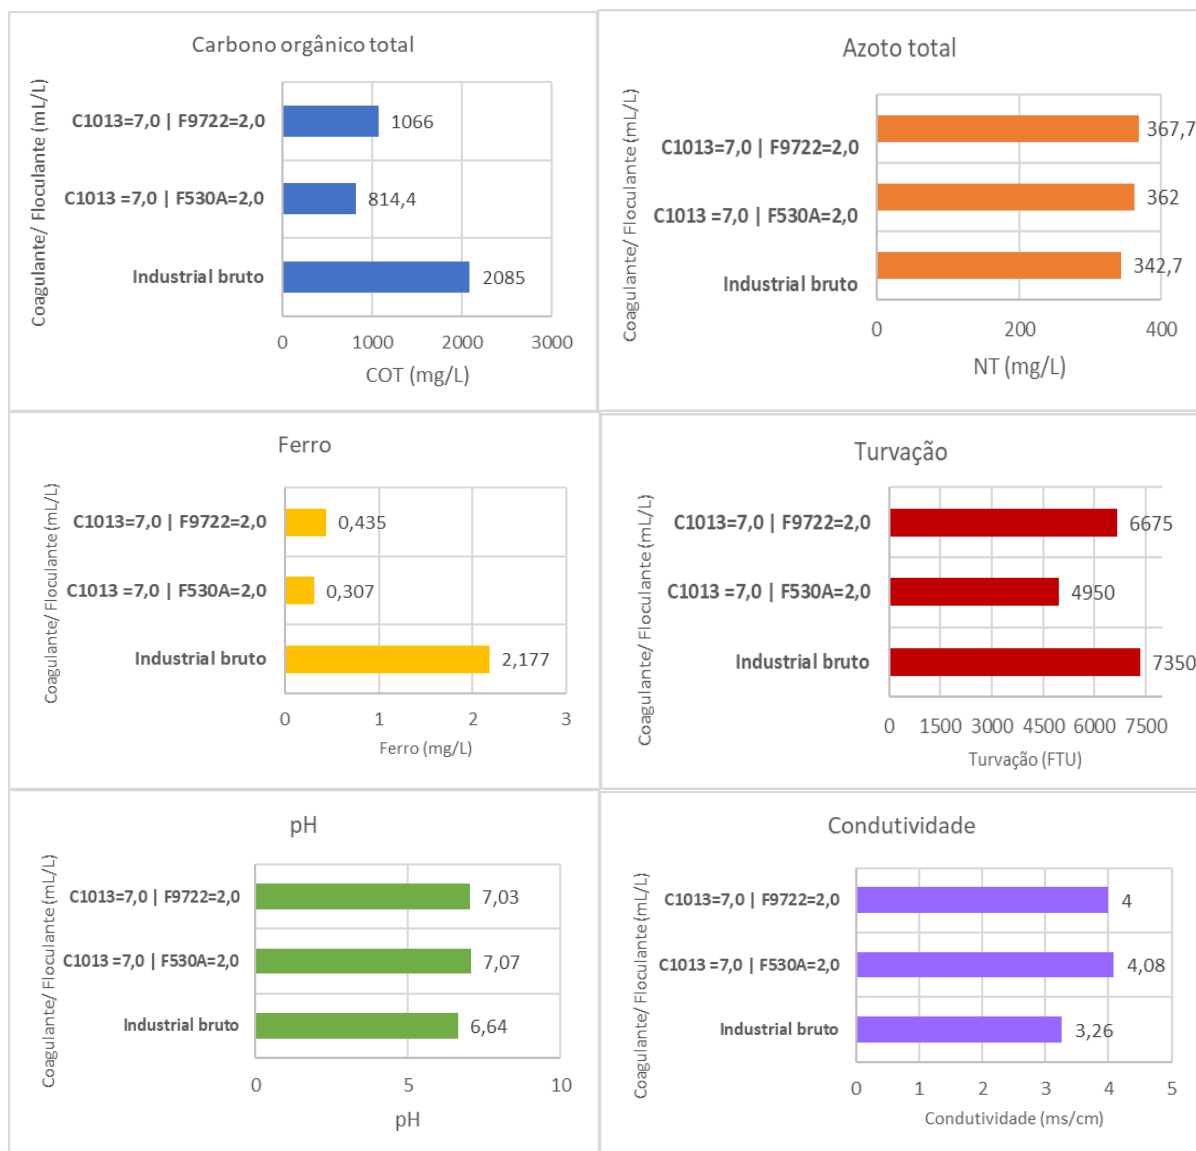 Carbono orgânico total
Coagulante/ Floculante (mL/L)
C1013=7,0 | F9722=2,0
1066
C1013 =7,0 | F530A=2,0
814,4
Industrial bruto
2085
0 1000 2000 3000
COT (mg/L)
Azoto total
Coagulante/ Floculante (mL/L)
C1013=7,0 | F9722=2,0
367,7
C1013 =7,0 | F530A=2,0
362
Industrial bruto
342,7
0 200 400
NT (mg/L)
Ferro
Coagulante/ Floculante (mL/L)
C1013=7,0 | F9722=2,0
0,435
C1013 =7,0 | F530A=2,0
0,307
Industrial bruto
2,177
0 1 2 3
Ferro (mg/L)
Turvação
Coagulante/ Floculante (mL/L)
C1013=7,0 | F9722=2,0
6675
C1013 =7,0 | F530A=2,0
4950
Industrial bruto
7350
0 1500 3000 4500 6000 7500
Turvação (FTU)
pH
Coagulante/ Floculante (mL/L)
C1013=7,0 | F9722=2,0
7,03
C1013 =7,0 | F530A=2,0
7,07
Industrial bruto
6,64
0 5 10
pH
Condutividade
Coagulante/ Floculante (mL/L)
C1013=7,0 | F9722=2,0
4
C1013 =7,0 | F530A=2,0
4,08
Industrial bruto
3,26
0 1 2 3 4 5
Condutividade (ms/cm)